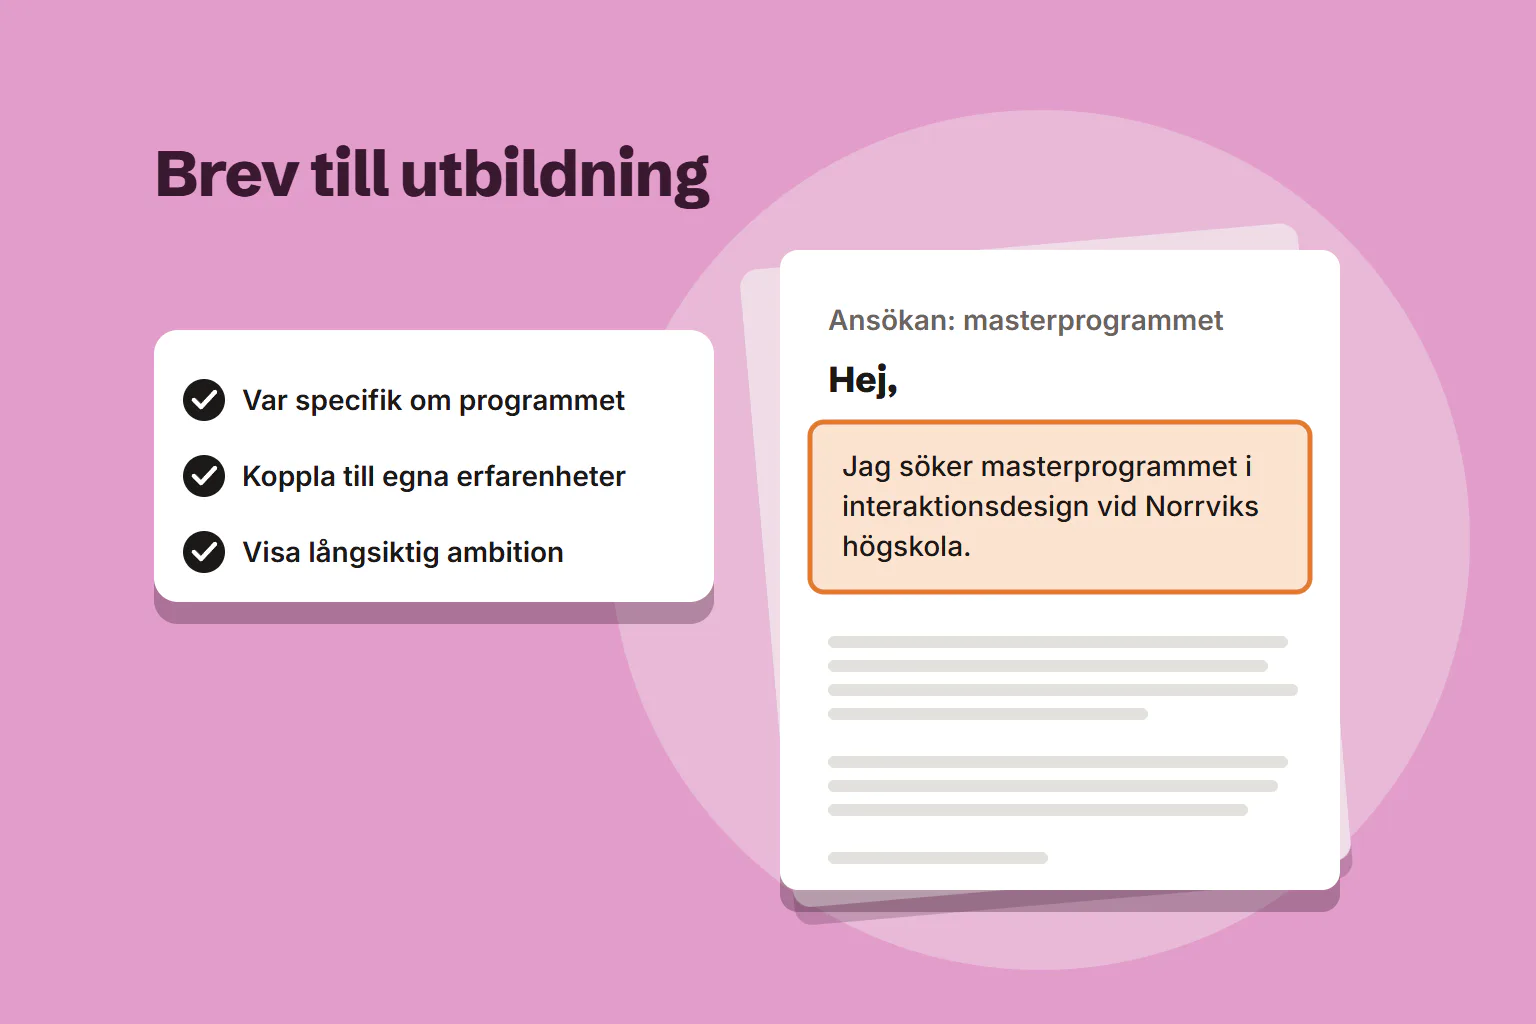 Brev till utbildning
Var specifik om programmet
Koppla till egna erfarenheter
Visa långsiktig ambition
Ansökan: masterprogrammet
Hej,
Jag söker masterprogrammet i
interaktionsdesign vid Norrviks
högskola.